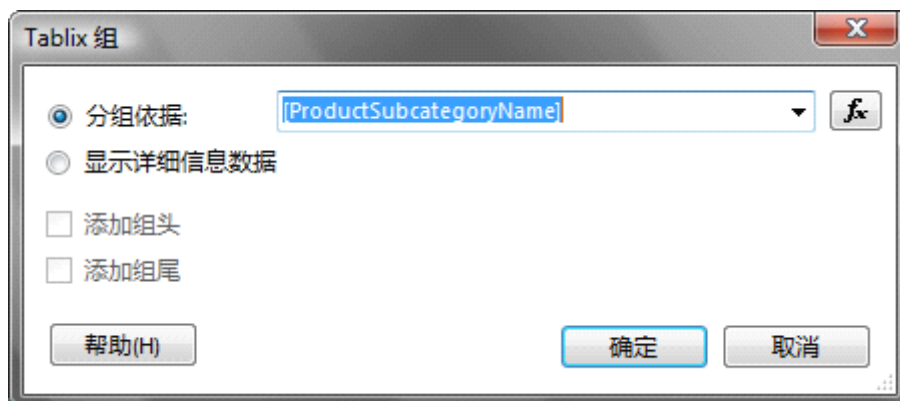 Tablix 组
分组依据: [ProductSubcategoryName] fx
显示详细信息数据
添加组头
添加组尾
帮助(H) 确定 取消